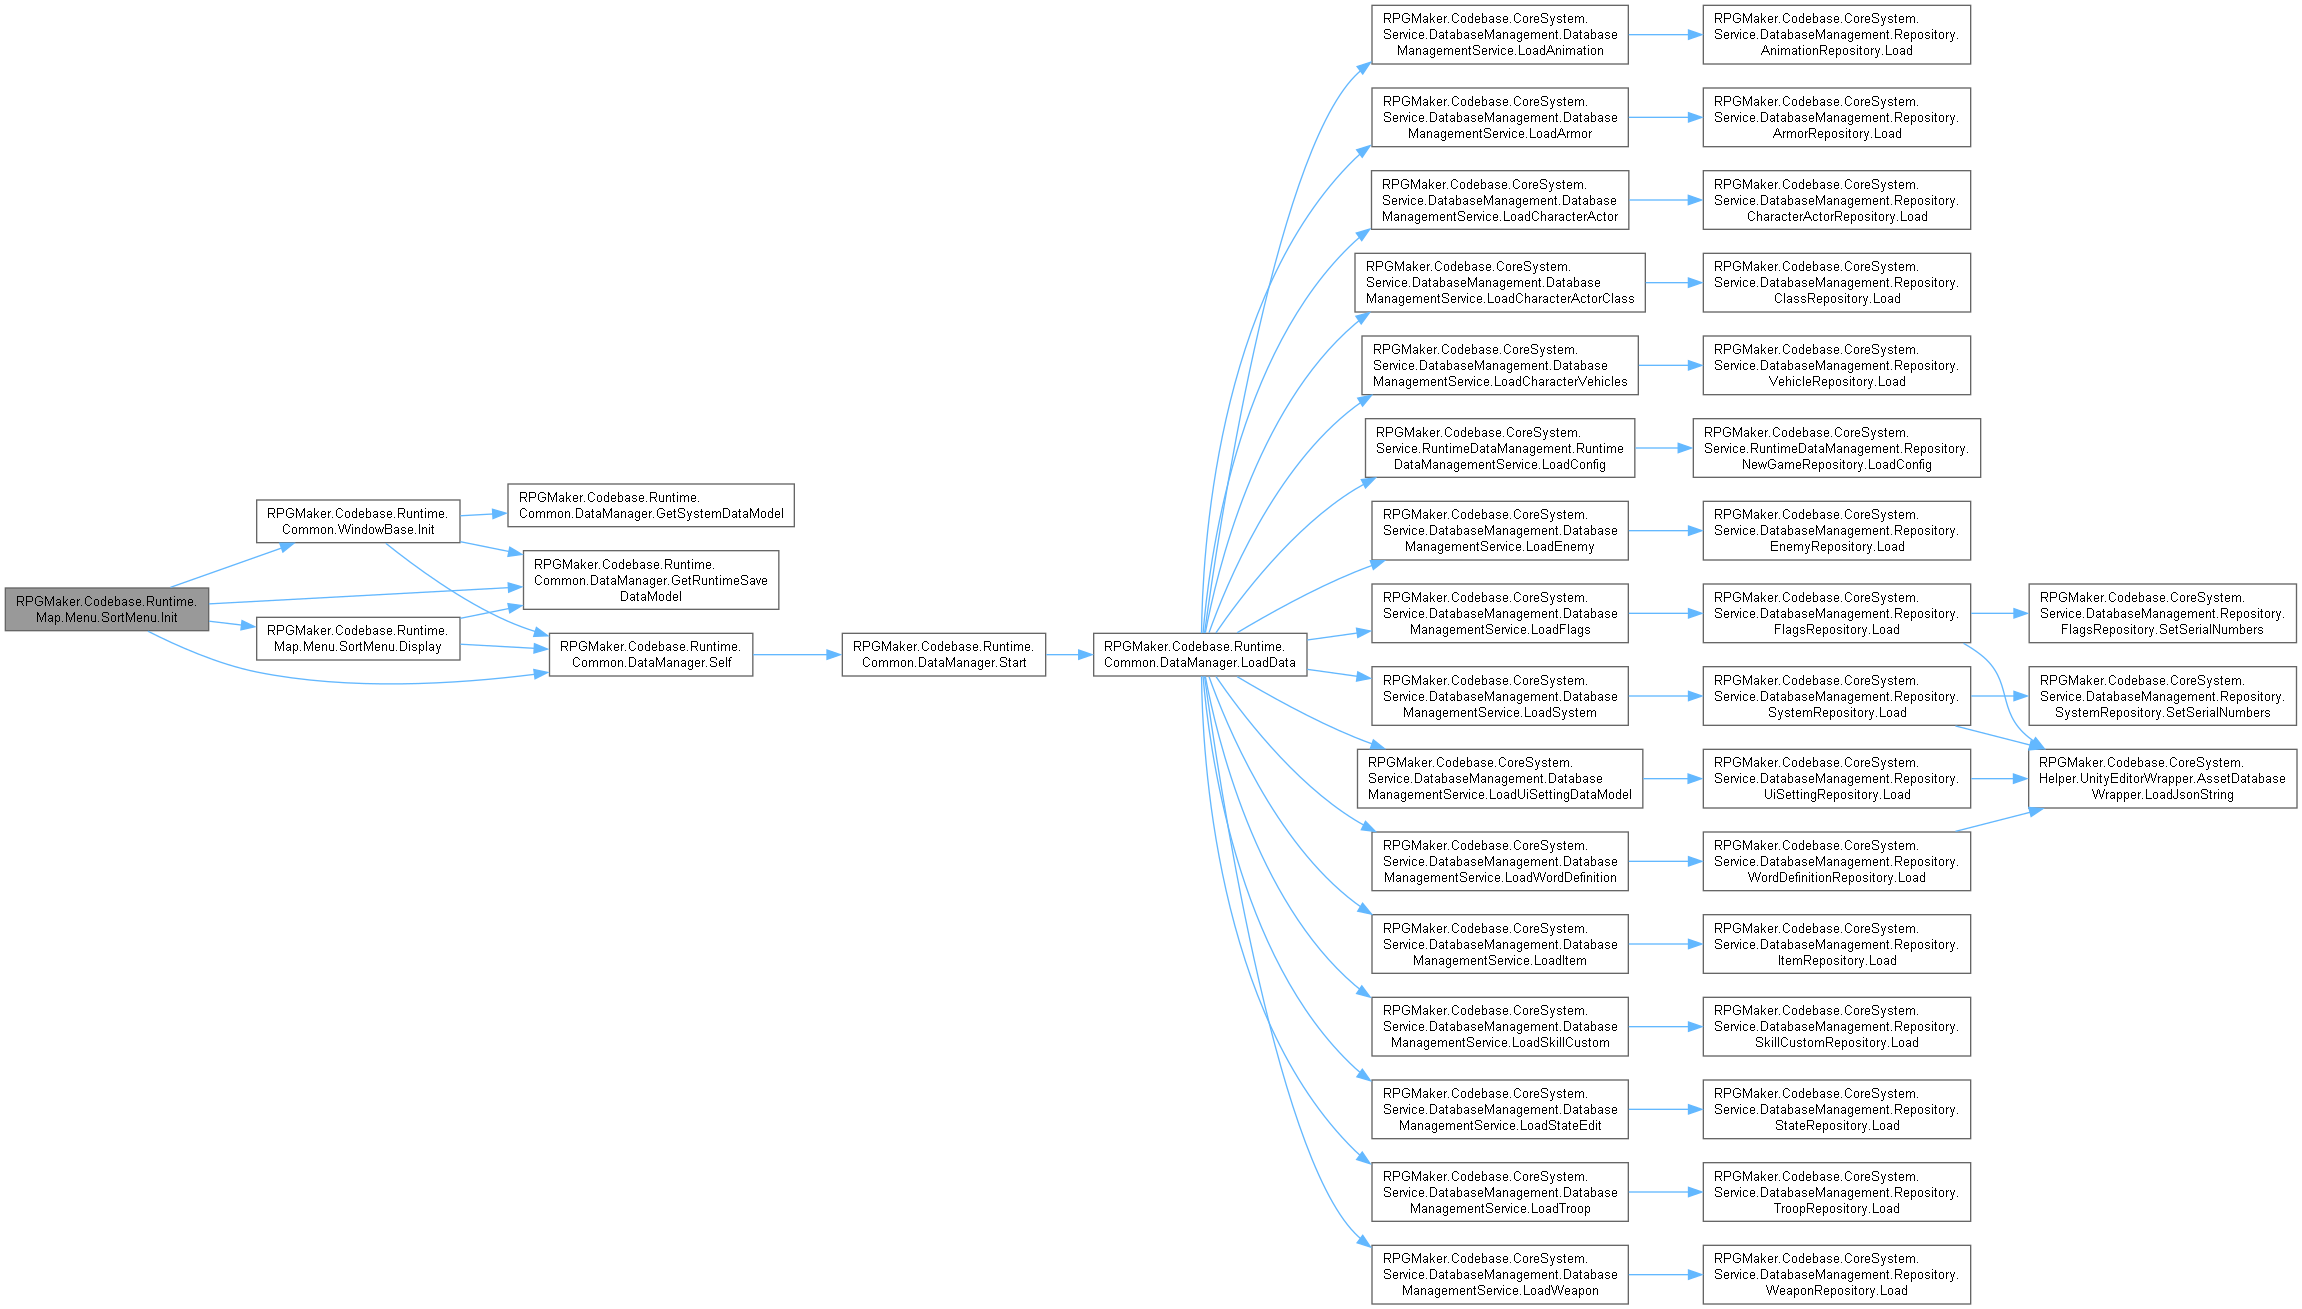 RPGMaker.Codebase.Runtime.
Map.Menu.SortMenu.Init
RPGMaker.Codebase.Runtime.
Common.WindowBase.Init
RPGMaker.Codebase.Runtime.
Map.Menu.SortMenu.Display
RPGMaker.Codebase.Runtime.
Common.DataManager.GetSystemDataModel
RPGMaker.Codebase.Runtime.
Common.DataManager.GetRuntimeSave
DataModel
RPGMaker.Codebase.Runtime.
Common.DataManager.Self
RPGMaker.Codebase.Runtime.
Common.DataManager.Start
RPGMaker.Codebase.Runtime.
Common.DataManager.LoadData
RPGMaker.Codebase.CoreSystem.
Service.DatabaseManagement.Database
ManagementService.LoadAnimation
RPGMaker.Codebase.CoreSystem.
Service.DatabaseManagement.Repository.
AnimationRepository.Load
RPGMaker.Codebase.CoreSystem.
Service.DatabaseManagement.Database
ManagementService.LoadArmor
RPGMaker.Codebase.CoreSystem.
Service.DatabaseManagement.Repository.
ArmorRepository.Load
RPGMaker.Codebase.CoreSystem.
Service.DatabaseManagement.Database
ManagementService.LoadCharacterActor
RPGMaker.Codebase.CoreSystem.
Service.DatabaseManagement.Repository.
CharacterActorRepository.Load
RPGMaker.Codebase.CoreSystem.
Service.DatabaseManagement.Database
ManagementService.LoadCharacterActorClass
RPGMaker.Codebase.CoreSystem.
Service.DatabaseManagement.Repository.
ClassRepository.Load
RPGMaker.Codebase.CoreSystem.
Service.DatabaseManagement.Database
ManagementService.LoadCharacterVehicles
RPGMaker.Codebase.CoreSystem.
Service.DatabaseManagement.Repository.
VehicleRepository.Load
RPGMaker.Codebase.CoreSystem.
Service.RuntimeDataManagement.Runtime
DataManagementService.LoadConfig
RPGMaker.Codebase.CoreSystem.
Service.RuntimeDataManagement.Repository.
NewGameRepository.LoadConfig
RPGMaker.Codebase.CoreSystem.
Service.DatabaseManagement.Database
ManagementService.LoadEnemy
RPGMaker.Codebase.CoreSystem.
Service.DatabaseManagement.Repository.
EnemyRepository.Load
RPGMaker.Codebase.CoreSystem.
Service.DatabaseManagement.Database
ManagementService.LoadFlags
RPGMaker.Codebase.CoreSystem.
Service.DatabaseManagement.Repository.
FlagsRepository.Load
RPGMaker.Codebase.CoreSystem.
Service.DatabaseManagement.Repository.
FlagsRepository.SetSerialNumbers
RPGMaker.Codebase.CoreSystem.
Service.DatabaseManagement.Database
ManagementService.LoadSystem
RPGMaker.Codebase.CoreSystem.
Service.DatabaseManagement.Repository.
SystemRepository.Load
RPGMaker.Codebase.CoreSystem.
Service.DatabaseManagement.Repository.
SystemRepository.SetSerialNumbers
RPGMaker.Codebase.CoreSystem.
Service.DatabaseManagement.Database
ManagementService.LoadUiSettingDataModel
RPGMaker.Codebase.CoreSystem.
Service.DatabaseManagement.Repository.
UiSettingRepository.Load
RPGMaker.Codebase.CoreSystem.
Helper.UnityEditorWrapper.AssetDatabase
Wrapper.LoadJsonString
RPGMaker.Codebase.CoreSystem.
Service.DatabaseManagement.Database
ManagementService.LoadWordDefinition
RPGMaker.Codebase.CoreSystem.
Service.DatabaseManagement.Repository.
WordDefinitionRepository.Load
RPGMaker.Codebase.CoreSystem.
Service.DatabaseManagement.Database
ManagementService.LoadItem
RPGMaker.Codebase.CoreSystem.
Service.DatabaseManagement.Repository.
ItemRepository.Load
RPGMaker.Codebase.CoreSystem.
Service.DatabaseManagement.Database
ManagementService.LoadSkillCustom
RPGMaker.Codebase.CoreSystem.
Service.DatabaseManagement.Repository.
SkillCustomRepository.Load
RPGMaker.Codebase.CoreSystem.
Service.DatabaseManagement.Database
ManagementService.LoadStateEdit
RPGMaker.Codebase.CoreSystem.
Service.DatabaseManagement.Repository.
StateRepository.Load
RPGMaker.Codebase.CoreSystem.
Service.DatabaseManagement.Database
ManagementService.LoadTroop
RPGMaker.Codebase.CoreSystem.
Service.DatabaseManagement.Repository.
TroopRepository.Load
RPGMaker.Codebase.CoreSystem.
Service.DatabaseManagement.Database
ManagementService.LoadWeapon
RPGMaker.Codebase.CoreSystem.
Service.DatabaseManagement.Repository.
WeaponRepository.Load